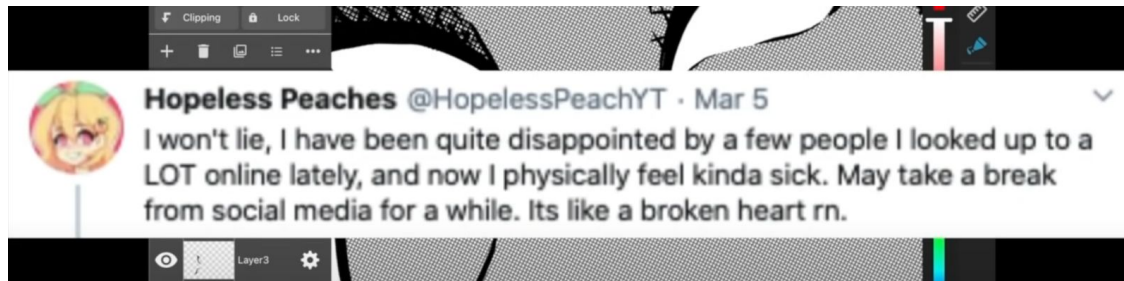 Clipping Lock
Hopeless Peaches @HopelessPeachYT · Mar 5
I won't lie, I have been quite disappointed by a few people I looked up to a
LOT online lately, and now I physically feel kinda sick. May take a break
from social media for a while. Its like a broken heart rn.
Layer3